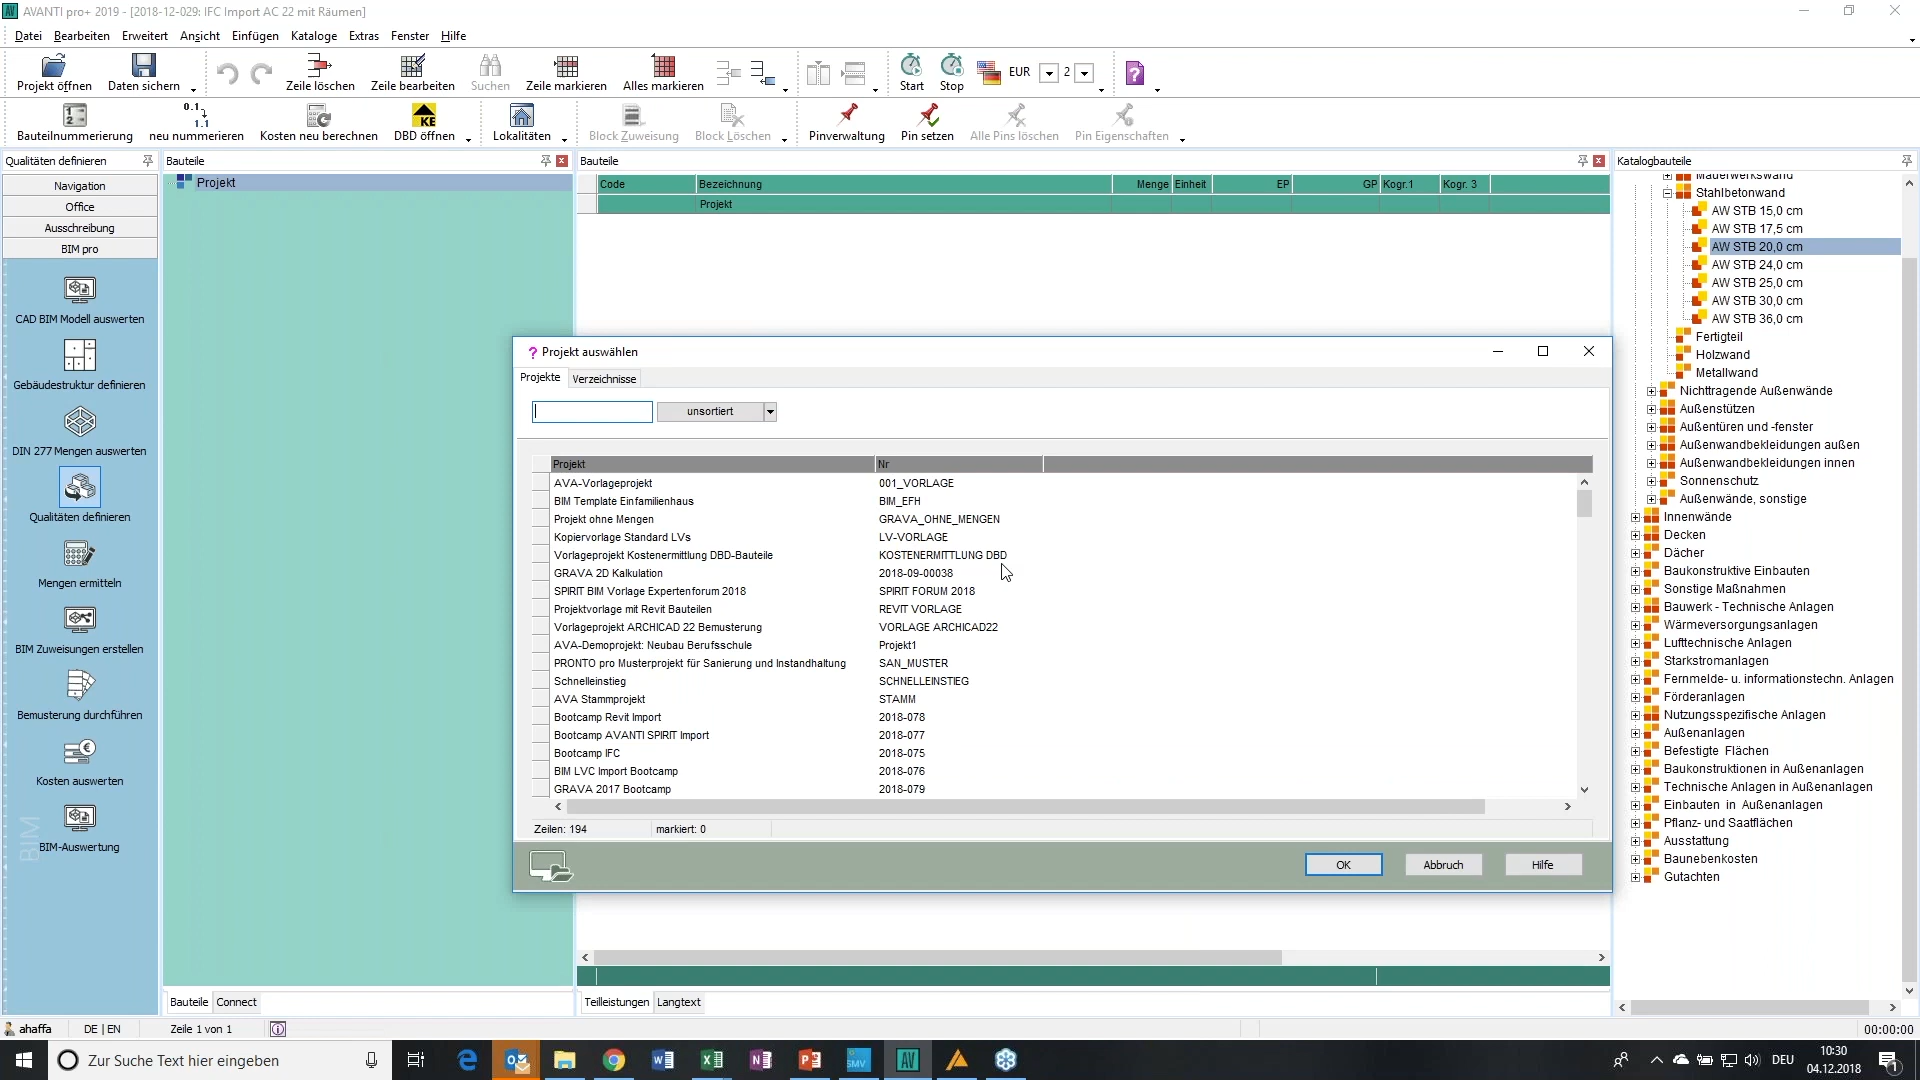 AVANTI pro+ 2019 - [2018-12-029: IFC Import AC 22 mit Räumen]
Datei Bearbeiten Erweitert Ansicht Einfügen Kataloge Extras Fenster Hilfe
Projekt öffnen Daten sichern Zeile löschen Zeile bearbeiten Suchen Zeile markieren Alles markieren Start Stop EUR 2
Bauteilnummerierung neu nummerieren Kosten neu berechnen DBD öffnen Lokalitäten Block Zuweisung Block Löschen Pinverwaltung Pin setzen Alle Pins löschen Pin Eigenschaften
Qualitäten definieren
Navigation
Office
Ausschreibung
BIM pro
CAD BIM Modell auswerten
Gebäudestruktur definieren
DIN 277 Mengen auswerten
Qualitäten definieren
Mengen ermitteln
BIM Zuweisungen erstellen
Bemusterung durchführen
Kosten auswerten
BIM-Auswertung
BIM
Bauteile
Projekt
Bauteile Connect
Bauteile
Code Bezeichnung Menge Einheit EP GP Kogr.1 Kogr. 3
Projekt
Teilleistungen Langtext
Projekt auswählen
Projekte Verzeichnisse
unsortiert
Projekt Nr
AVA-Vorlageprojekt 001_VORLAGE
BIM Template Einfamilienhaus BIM_EFH
Projekt ohne Mengen GRAVA_OHNE_MENGEN
Kopiervorlage Standard LVs LV-VORLAGE
Vorlageprojekt Kostenermittlung DBD-Bauteile KOSTENERMITTLUNG DBD
GRAVA 2D Kalkulation 2018-09-00038
SPIRIT BIM Vorlage Expertenforum 2018 SPIRIT FORUM 2018
Projektvorlage mit Revit Bauteilen REVIT VORLAGE
Vorlageprojekt ARCHICAD 22 Bemusterung VORLAGE ARCHICAD22
AVA-Demoprojekt: Neubau Berufsschule Projekt1
PRONTO pro Musterprojekt für Sanierung und Instandhaltung SAN_MUSTER
Schnelleinstieg SCHNELLEINSTIEG
AVA Stammprojekt STAMM
Bootcamp Revit Import 2018-078
Bootcamp AVANTI SPIRIT Import 2018-077
Bootcamp IFC 2018-075
BIM LVC Import Bootcamp 2018-076
GRAVA 2017 Bootcamp 2018-079
Zeilen: 194 markiert: 0
OK Abbruch Hilfe
Katalogbauteile
Mauerwerkswand
Stahlbetonwand
AW STB 15,0 cm
AW STB 17,5 cm
AW STB 20,0 cm
AW STB 24,0 cm
AW STB 25,0 cm
AW STB 30,0 cm
AW STB 36,0 cm
Fertigteil
Holzwand
Metallwand
Nichttragende Außenwände
Außenstützen
Außentüren und -fenster
Außenwandbekleidungen außen
Außenwandbekleidungen innen
Sonnenschutz
Außenwände, sonstige
Innenwände
Decken
Dächer
Baukonstruktive Einbauten
Sonstige Maßnahmen
Bauwerk - Technische Anlagen
Wärmeversorgungsanlagen
Lufttechnische Anlagen
Starkstromanlagen
Fernmelde- u. informationstechn. Anlagen
Förderanlagen
Nutzungsspezifische Anlagen
Außenanlagen
Befestigte Flächen
Baukonstruktionen in Außenanlagen
Technische Anlagen in Außenanlagen
Einbauten in Außenanlagen
Pflanz- und Saatflächen
Ausstattung
Baunebenkosten
Gutachten
ahaffa DE | EN Zeile 1 von 1 00:00:00
Zur Suche Text hier eingeben
DEU
10:30
04.12.2018